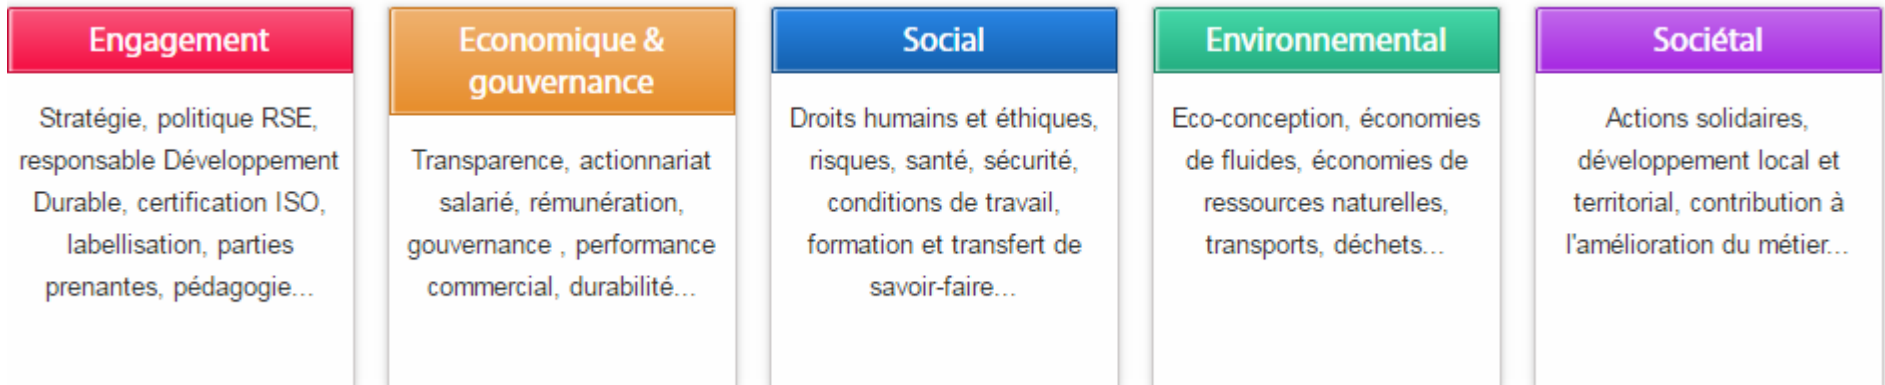 Engagement
Stratégie, politique RSE,
responsable Développement
Durable, certification ISO,
labellisation, parties
prenantes, pédagogie...
Economique &
gouvernance
Transparence, actionnariat
salarié, rémunération,
gouvernance , performance
commercial, durabilité...
Social
Droits humains et éthiques,
risques, santé, sécurité,
conditions de travail,
formation et transfert de
savoir-faire...
Environnemental
Eco-conception, économies
de fluides, économies de
ressources naturelles,
transports, déchets...
Sociétal
Actions solidaires,
développement local et
territorial, contribution à
l'amélioration du métier...